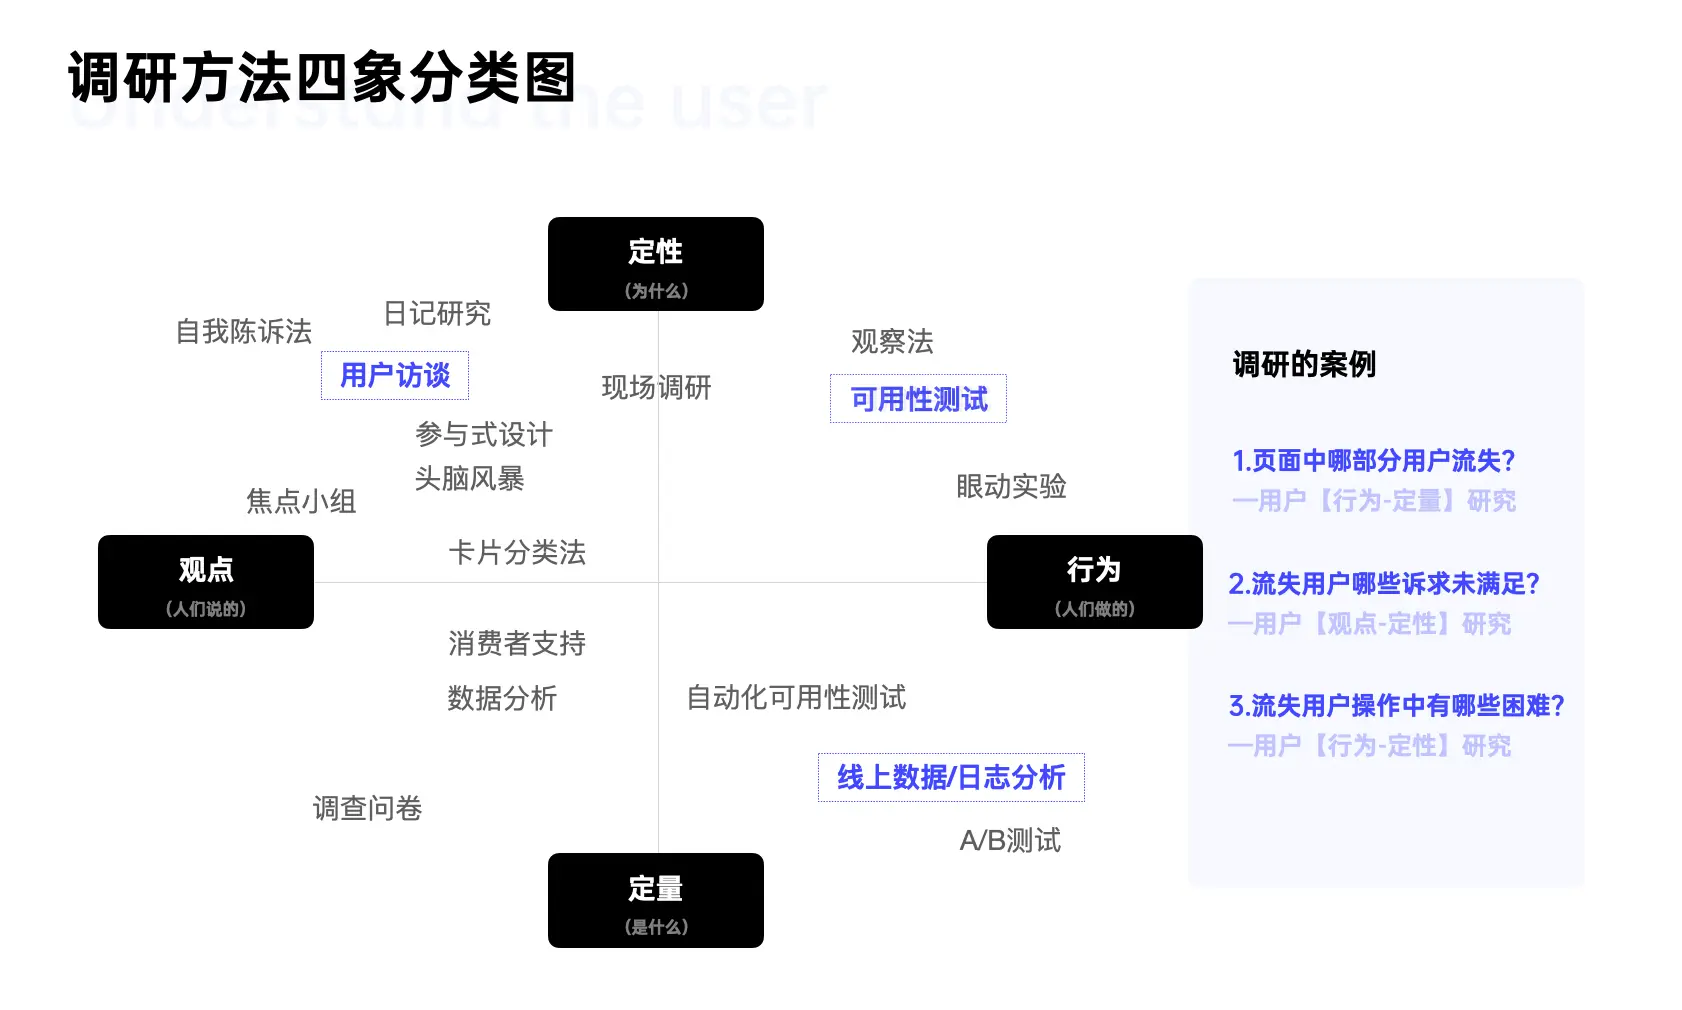 调研方法四象分类图
Understand the user
定性
（为什么）
日记研究
自我陈诉法
用户访谈
现场调研
观察法
可用性测试
参与式设计
头脑风暴
焦点小组
眼动实验
卡片分类法
观点
（人们说的）
行为
（人们做的）
消费者支持
数据分析
自动化可用性测试
线上数据/日志分析
调查问卷
A/B测试
定量
（是什么）
调研的案例
1.页面中哪部分用户流失？
—用户【行为-定量】研究
2.流失用户哪些诉求未满足？
—用户【观点-定性】研究
3.流失用户操作中有哪些困难？
—用户【行为-定性】研究